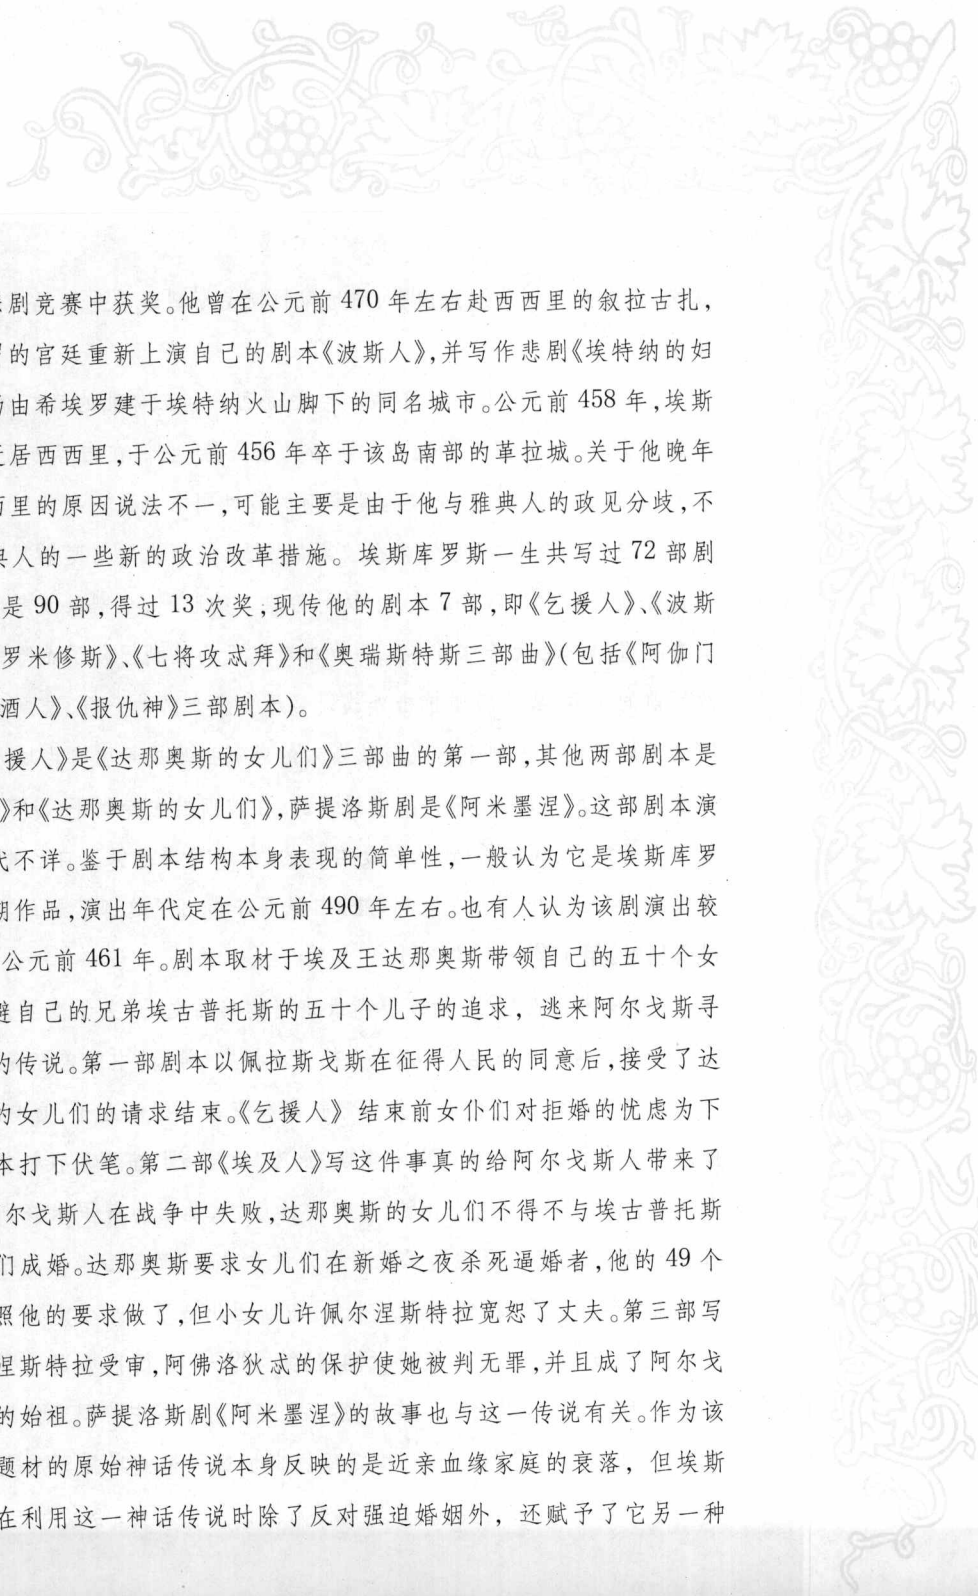 剧竞赛中获奖。他曾在公元前 470 年左右赴西西里的叙拉古扎,
的宫廷重新上演自己的剧本《波斯人》,并写作悲剧《埃特纳的妇
由希埃罗建于埃特纳火山脚下的同名城市。公元前 458 年,埃斯
居西西里,于公元前 456 年卒于该岛南部的革拉城。关于他晚年
里的原因说法不一,可能主要是由于他与雅典人的政见分歧,不
人的一些新的政治改革措施。埃斯库罗斯一生共写过 72 部剧
是 90 部,得过 13 次奖,现传他的剧本 7 部,即《乞援人》、《波斯
罗米修斯》、《七将攻忒拜》和《奥瑞斯特斯三部曲》(包括《阿伽门
酒人》、《报仇神》三部剧本)。
援人》是《达那奥斯的女儿们》三部曲的第一部,其他两部剧本是
》和《达那奥斯的女儿们》,萨提洛斯剧是《阿米墨涅》。这部剧本演
不详。鉴于剧本结构本身表现的简单性,一般认为它是埃斯库罗
期作品,演出年代定在公元前 490 年左右。也有人认为该剧演出较
公元前 461 年。剧本取材于埃及王达那奥斯带领自己的五十个女
避自己的兄弟埃古普托斯的五十个儿子的追求,逃来阿尔戈斯寻
的传说。第一部剧本以佩拉斯戈斯在征得人民的同意后,接受了达
的女儿们的请求结束。《乞援人》结束前女仆们对拒婚的忧虑为下
本打下伏笔。第二部《埃及人》写这件事真的给阿尔戈斯人带来了
尔戈斯人在战争中失败,达那奥斯的女儿们不得不与埃古普托斯
们成婚。达那奥斯要求女儿们在新婚之夜杀死逼婚者,他的 49 个
照他的要求做了,但小女儿许佩尔涅斯特拉宽恕了丈夫。第三部写
涅斯特拉受审,阿佛洛狄忒的保护使她被判无罪,并且成了阿尔戈
的始祖。萨提洛斯剧《阿米墨涅》的故事也与这一传说有关。作为该
题材的原始神话传说本身反映的是近亲血缘家庭的衰落,但埃斯
在利用这一神话传说时除了反对强迫婚姻外,还赋予了它另一种